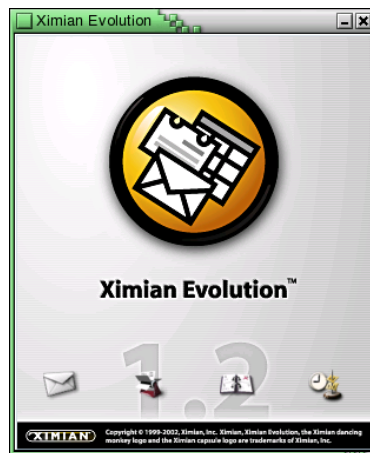 Ximian Evolution
Ximian Evolution™
1.2
XIMIAN
Copyright © 1999-2002, Ximian, Inc. Ximian, Ximian Evolution, the Ximian dancing
monkey logo and the Ximian capsule logo are trademarks of Ximian, Inc.